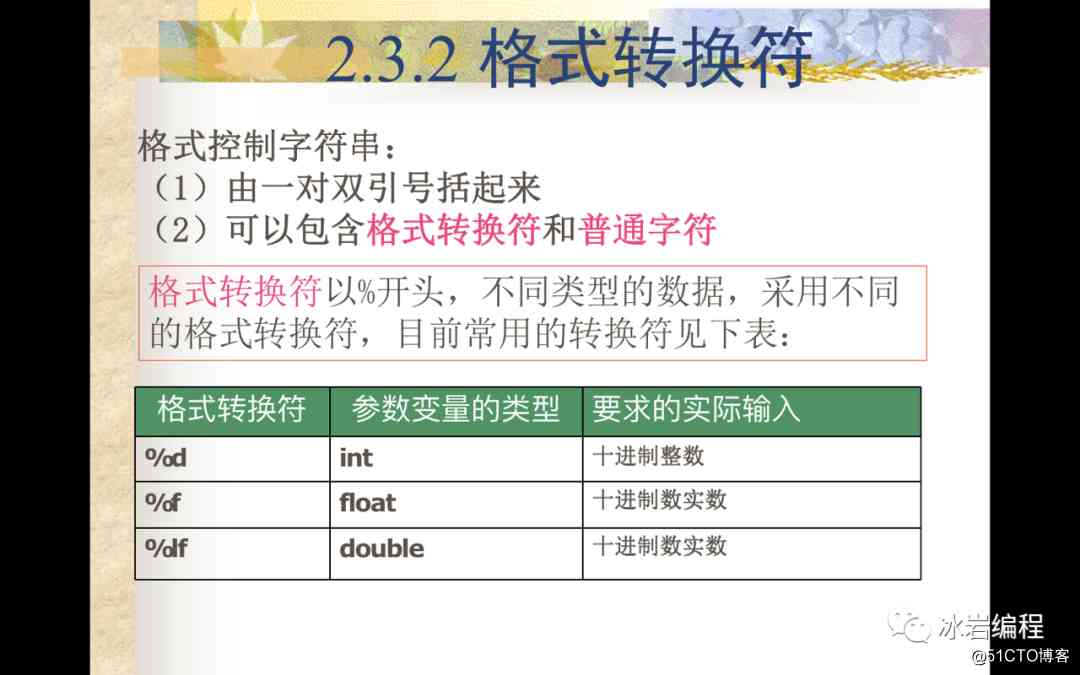 2.3.2 格式转换符
格式控制字符串：
（1）由一对双引号括起来
（2）可以包含格式转换符和普通字符
格式转换符以%开头，不同类型的数据，采用不同
的格式转换符，目前常用的转换符见下表：
格式转换符 参数变量的类型 要求的实际输入
%d int 十进制整数
%f float 十进制数实数
%lf double 十进制数实数
冰岩编程
@51CTO博客